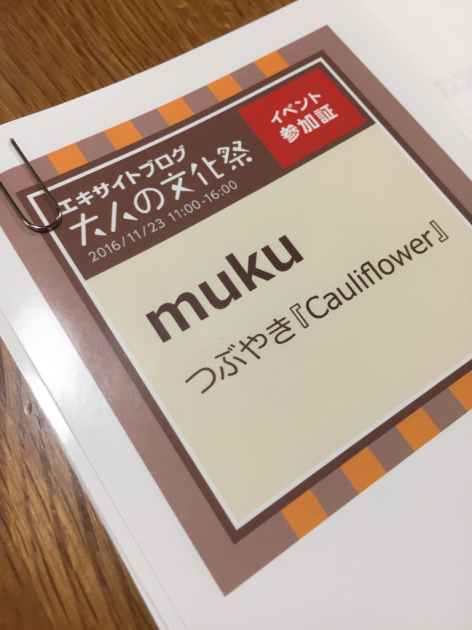 エキサイトブログ
大人の文化祭
2016/11/23 11:00-16:00
イベント
参加証
muku
つぶやき『Cauliflower』